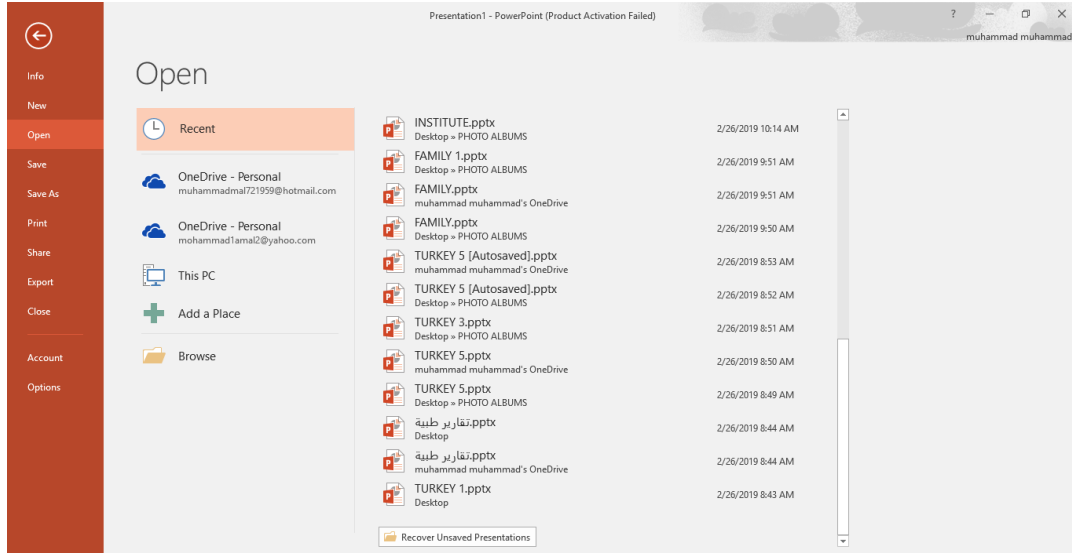 Presentation1 - PowerPoint (Product Activation Failed)
?
muhammad muhammad
Info
New
Open
Save
Save As
Print
Share
Export
Close
Account
Options
Open
Recent
OneDrive - Personal
muhammadmal721959@hotmail.com
OneDrive - Personal
mohammad1amal2@yahoo.com
This PC
Add a Place
Browse
INSTITUTE.pptx
Desktop » PHOTO ALBUMS
2/26/2019 10:14 AM
FAMILY 1.pptx
Desktop » PHOTO ALBUMS
2/26/2019 9:51 AM
FAMILY.pptx
muhammad muhammad's OneDrive
2/26/2019 9:51 AM
FAMILY.pptx
Desktop » PHOTO ALBUMS
2/26/2019 9:50 AM
TURKEY 5 [Autosaved].pptx
muhammad muhammad's OneDrive
2/26/2019 8:53 AM
TURKEY 5 [Autosaved].pptx
Desktop » PHOTO ALBUMS
2/26/2019 8:52 AM
TURKEY 3.pptx
Desktop » PHOTO ALBUMS
2/26/2019 8:51 AM
TURKEY 5.pptx
muhammad muhammad's OneDrive
2/26/2019 8:50 AM
TURKEY 5.pptx
Desktop » PHOTO ALBUMS
2/26/2019 8:49 AM
تقارير طبية.pptx
Desktop
2/26/2019 8:44 AM
تقارير طبية.pptx
muhammad muhammad's OneDrive
2/26/2019 8:44 AM
TURKEY 1.pptx
Desktop
2/26/2019 8:43 AM
Recover Unsaved Presentations